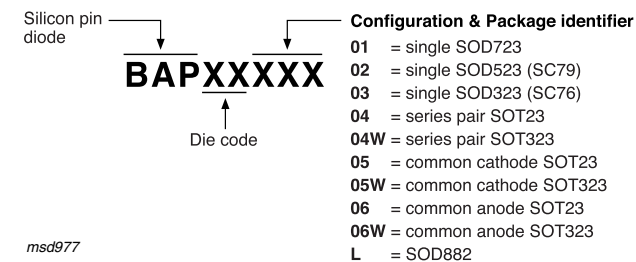 Silicon pin
diode
BAPXXXXX
Die code
Configuration & Package identifier
01 = single SOD723
02 = single SOD523 (SC79)
03 = single SOD323 (SC76)
04 = series pair SOT23
04W = series pair SOT323
05 = common cathode SOT23
05W = common cathode SOT323
06 = common anode SOT23
06W = common anode SOT323
L = SOD882
msd977